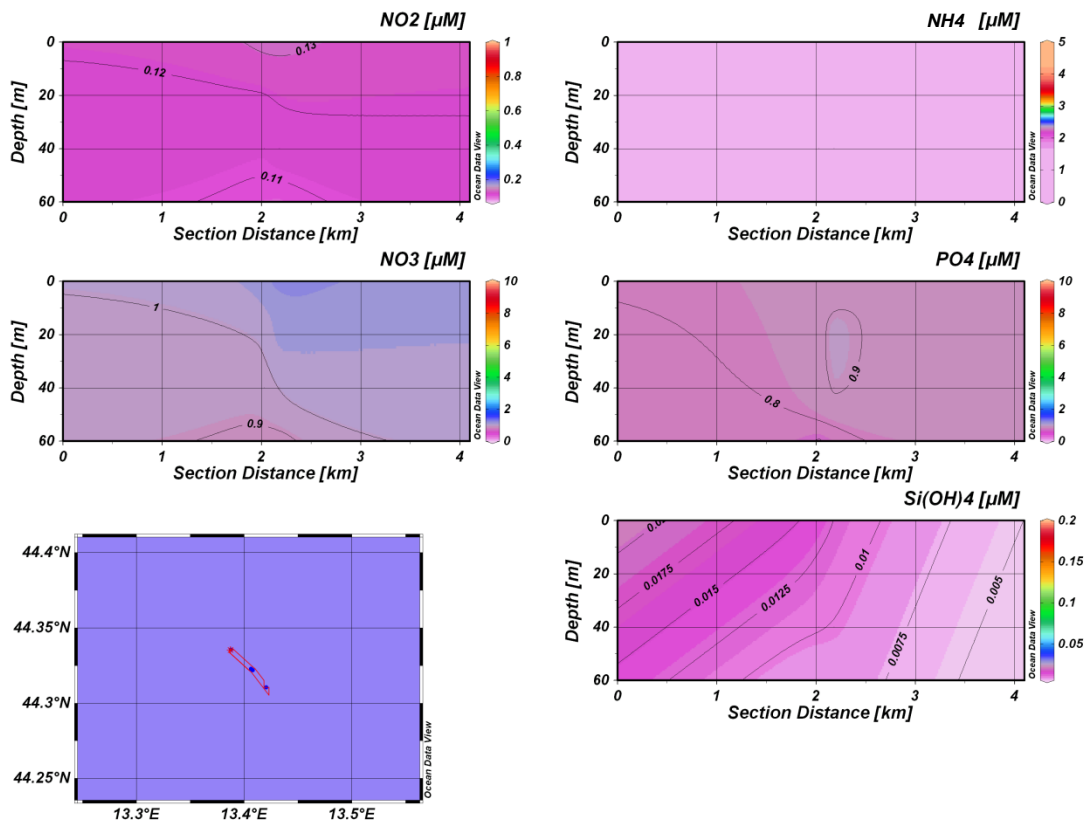 NO2 [µM]
0
20
40
60
Depth [m]
0.13
0.12
0.11
0 1 2 3 4
Section Distance [km]
Ocean Data View
1
0.8
0.6
0.4
0.2
NH4 [µM]
0
20
40
60
Depth [m]
0 1 2 3 4
Section Distance [km]
Ocean Data View
5
4
3
2
1
0
NO3 [µM]
0
20
40
60
Depth [m]
1
0.9
0 1 2 3 4
Section Distance [km]
Ocean Data View
10
8
6
4
2
0
PO4 [µM]
0
20
40
60
Depth [m]
0.9
0.8
0 1 2 3 4
Section Distance [km]
Ocean Data View
10
8
6
4
2
0
44.4°N
44.35°N
44.3°N
44.25°N
13.3°E 13.4°E 13.5°E
Ocean Data View
Si(OH)4 [µM]
0
20
40
60
Depth [m]
0.0175
0.015
0.0125
0.01
0.0075
0.005
0 1 2 3 4
Section Distance [km]
Ocean Data View
0.2
0.15
0.1
0.05